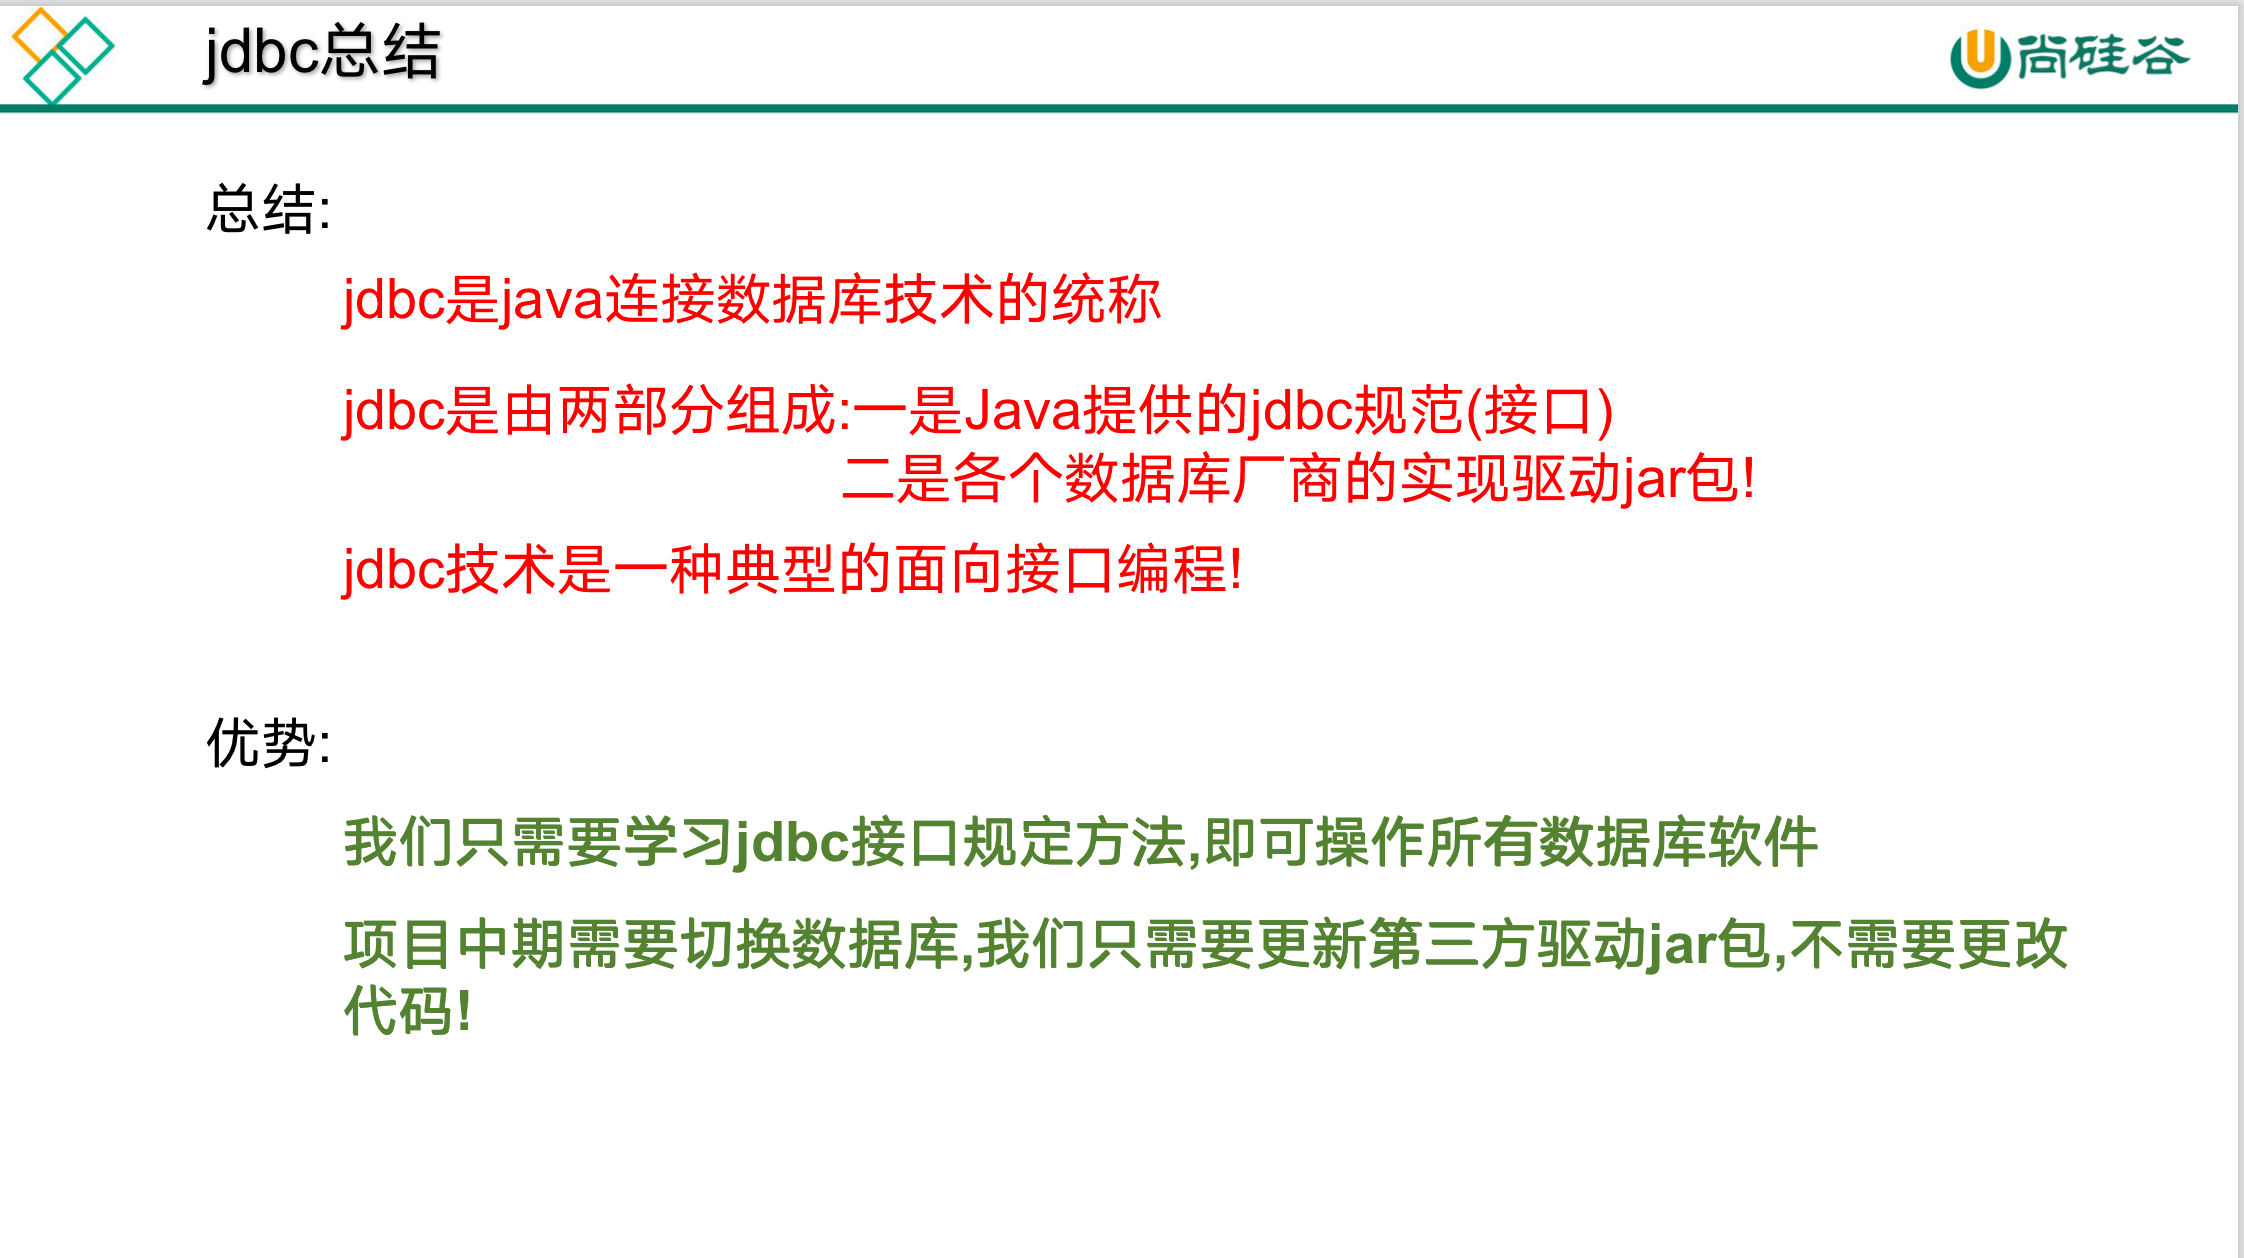 jdbc总结
尚硅谷
总结:
jdbc是java连接数据库技术的统称
jdbc是由两部分组成:一是Java提供的jdbc规范(接口)
二是各个数据库厂商的实现驱动jar包!
jdbc技术是一种典型的面向接口编程!
优势:
我们只需要学习jdbc接口规定方法,即可操作所有数据库软件
项目中期需要切换数据库,我们只需要更新第三方驱动jar包,不需要更改
代码!